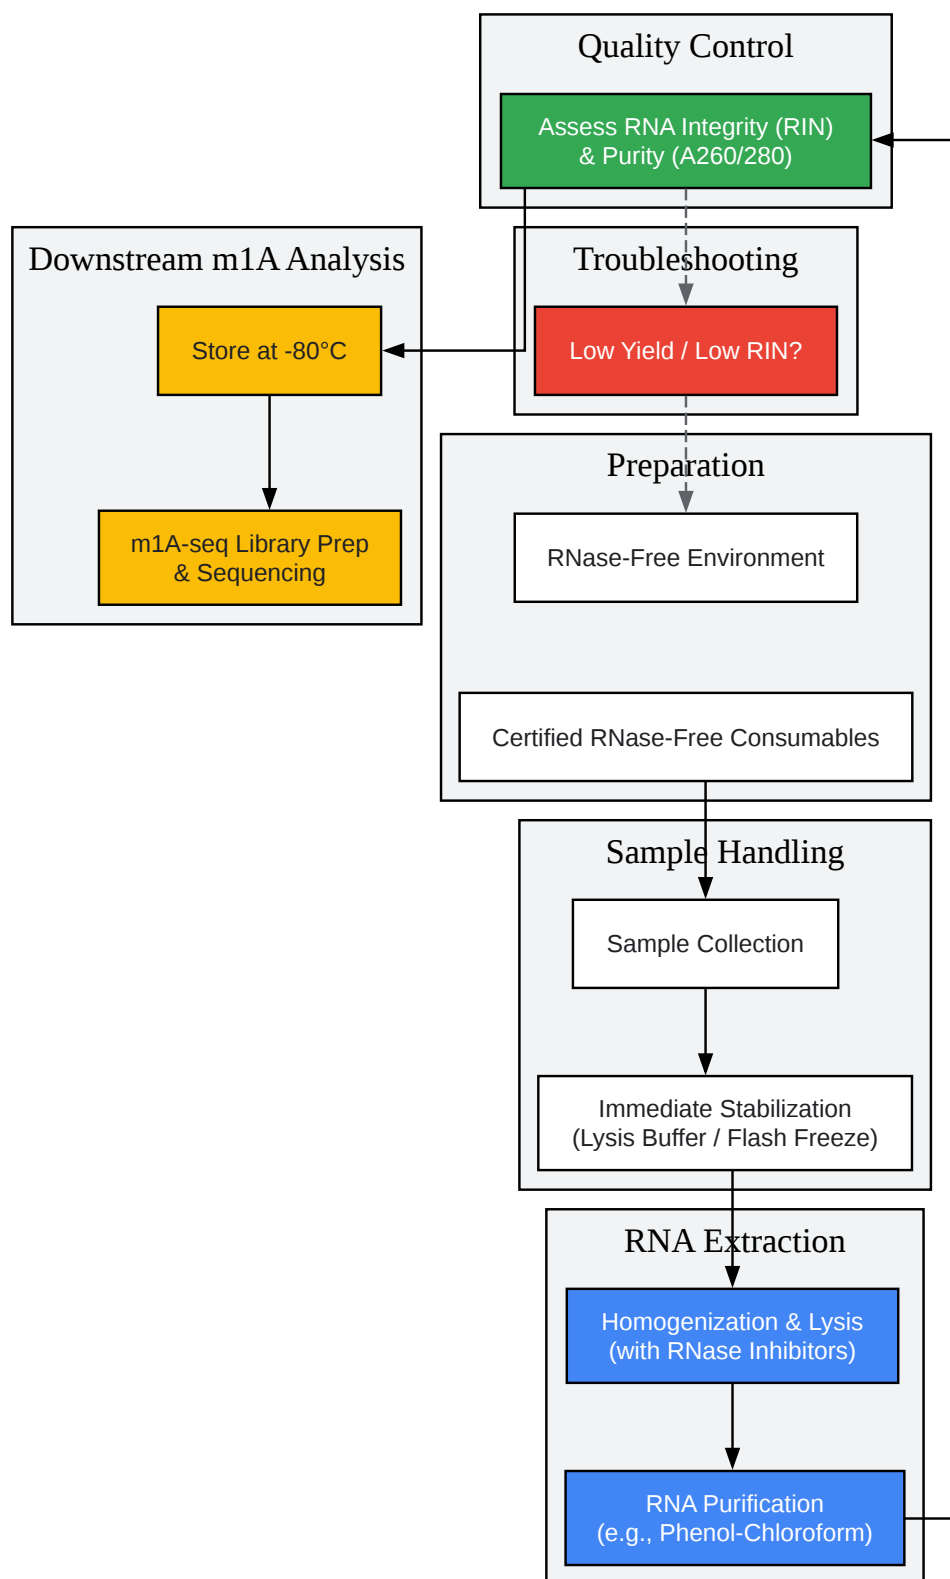 Quality Control
Assess RNA Integrity (RIN)
& Purity (A260/280)
Downstream m1A Analysis
Store at -80°C
m1A-seq Library Prep
& Sequencing
Troubleshooting
Low Yield / Low RIN?
Preparation
RNase-Free Environment
Certified RNase-Free Consumables
Sample Handling
Sample Collection
Immediate Stabilization
(Lysis Buffer / Flash Freeze)
RNA Extraction
Homogenization & Lysis
(with RNase Inhibitors)
RNA Purification
(e.g., Phenol-Chloroform)